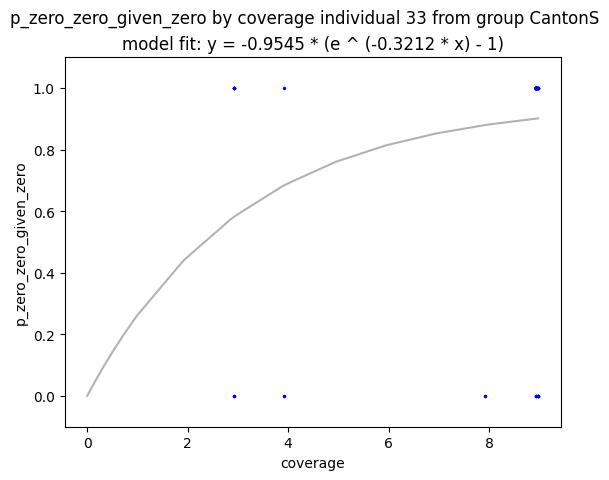 p_zero_zero_given_zero by coverage individual 33 from group CantonS
model fit: y = -0.9545 * (e ^ (-0.3212 * x) - 1)
1.0
0.8
0.6
0.4
0.2
0.0
p_zero_zero_given_zero
0 2 4 6 8
coverage